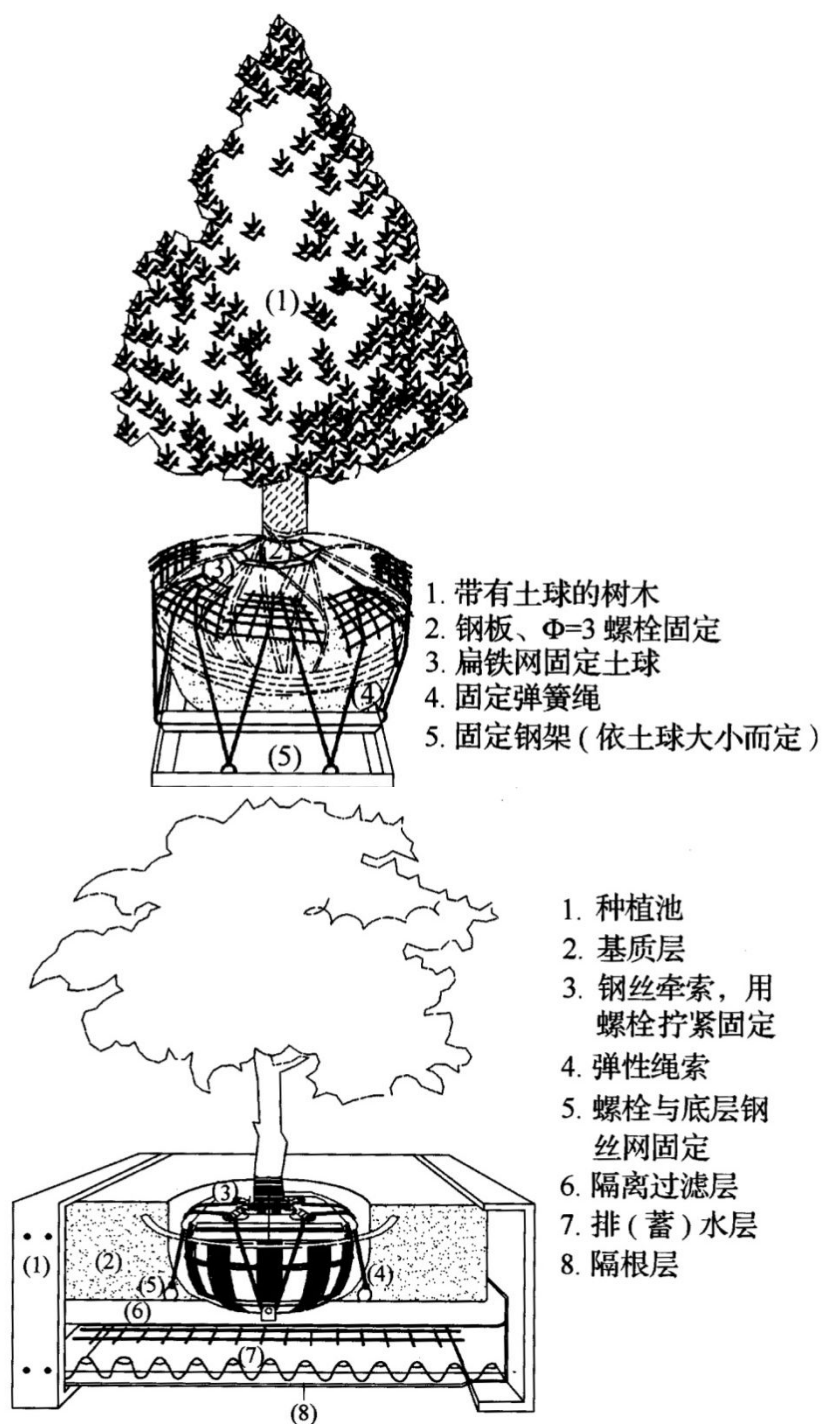 (1)
2
(3)
(4)
(5)
1. 带有土球的树木
2. 钢板、Φ=3 螺栓固定
3. 扁铁网固定土球
4. 固定弹簧绳
5. 固定钢架(依土球大小而定)
1. 种植池
2. 基质层
3. 钢丝牵索,用
螺栓拧紧固定
4. 弹性绳索
5. 螺栓与底层钢
丝网固定
6. 隔离过滤层
7. 排(蓄)水层
8. 隔根层
(3)
(1)
(2)
(5)
(4)
(6)
(7)
(8)